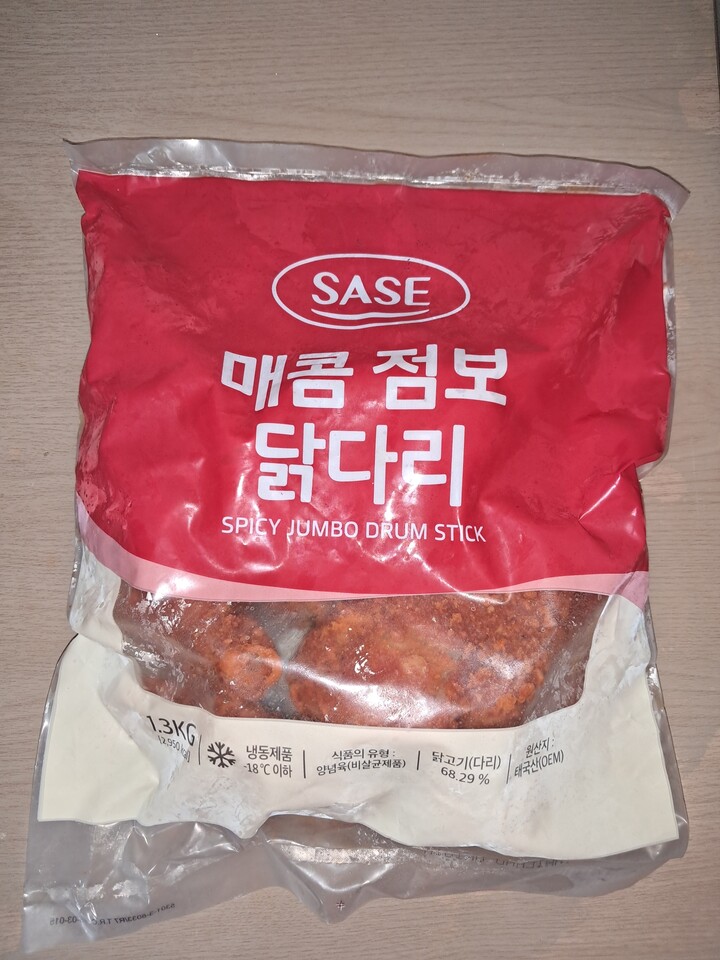 SASE
매콤 점보
닭다리
SPICY JUMBO DRUM STICK
1.3KG
냉동제품
-18℃ 이하
식품의 유형 :
양념육(비살균제품)
닭고기(다리)
68.29 %
원산지 :
태국산(OEM)